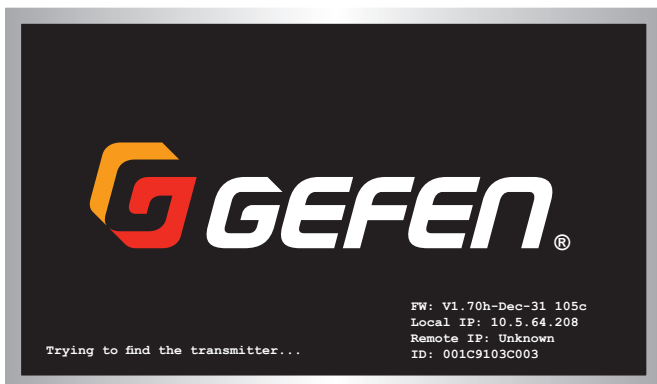 GEFEN®
FW: V1.70h-Dec-31 105c
Local IP: 10.5.64.208
Remote IP: Unknown
Trying to find the transmitter...
ID: 001C9103C003